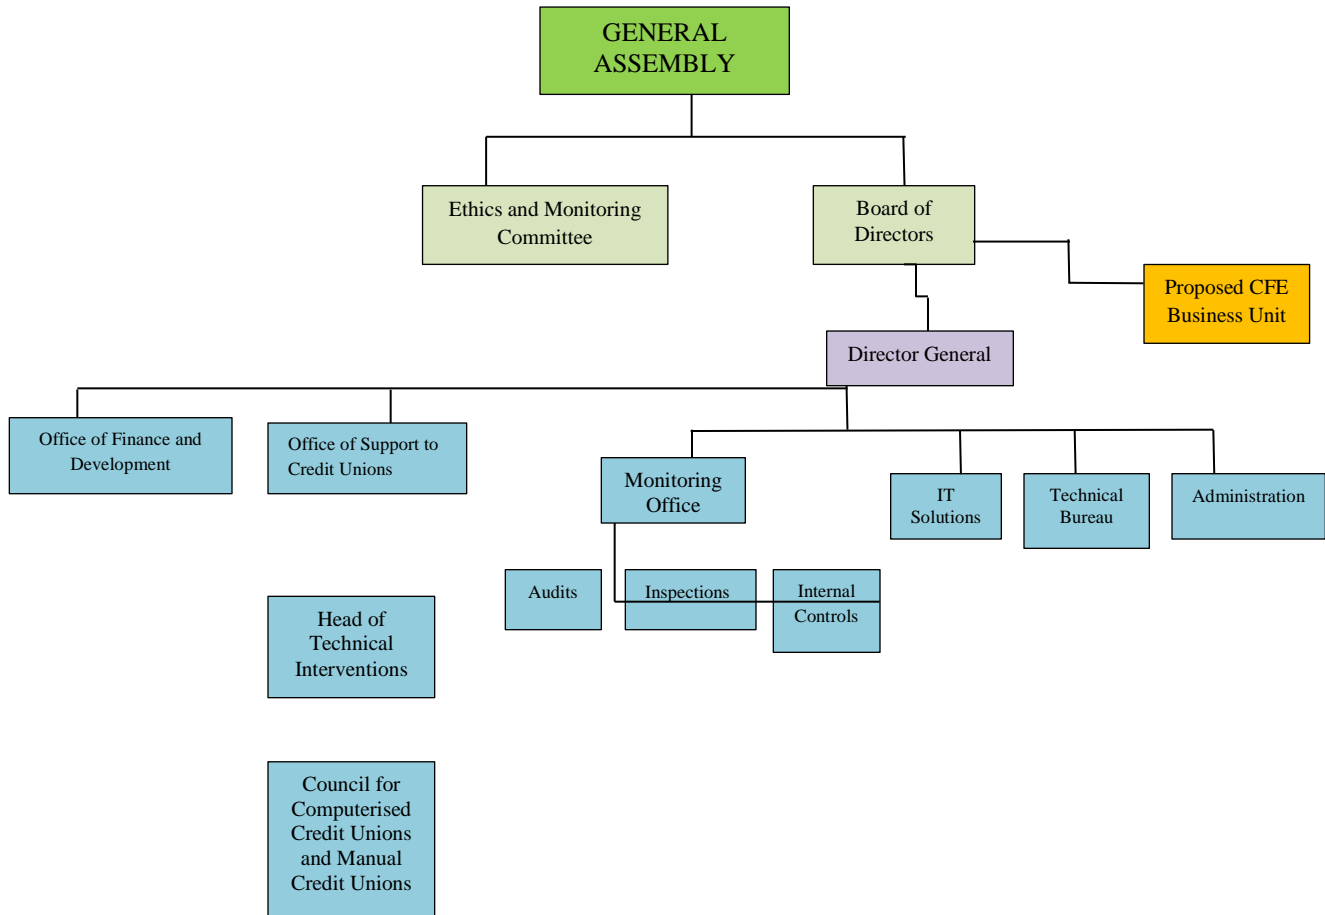 GENERAL
ASSEMBLY
Ethics and Monitoring
Committee
Board of
Directors
Proposed CFE
Business Unit
Director General
Office of Finance and
Development
Office of Support to
Credit Unions
Monitoring
Office
IT
Solutions
Technical
Bureau
Administration
Audits
Inspections
Internal
Controls
Head of
Technical
Interventions
Council for
Computerised
Credit Unions
and Manual
Credit Unions